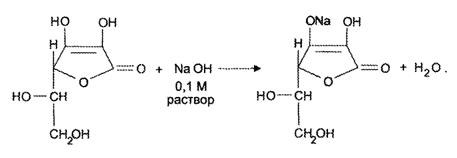 HO OH
H
O O + NaOH → 
HO–CH 0,1 М
раствор
CH₂OH
ONa OH
H
O O + H₂O.
HO–CH
CH₂OH